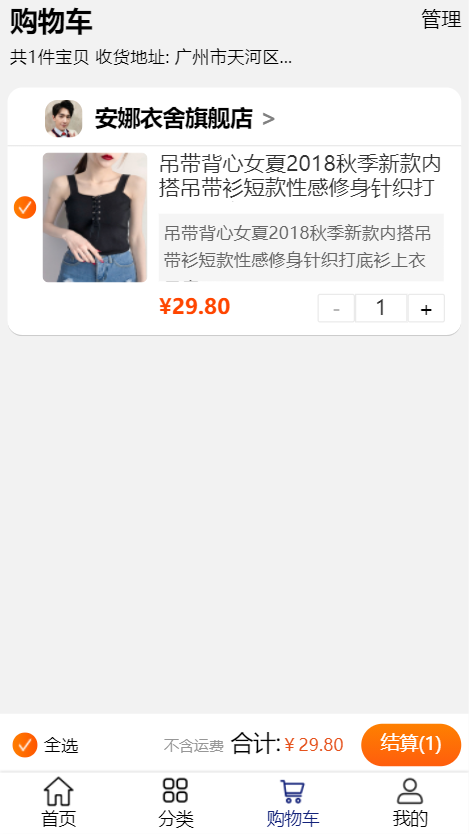 购物车
管理
共1件宝贝 收货地址: 广州市天河区...
安娜衣舍旗舰店 >
吊带背心女夏2018秋季新款内
搭吊带衫短款性感修身针织打
吊带背心女夏2018秋季新款内搭吊
带衫短款性感修身针织打底衫上衣
¥29.80
- 1 +
全选
不含运费 合计:¥ 29.80
结算(1)
首页
分类
购物车
我的